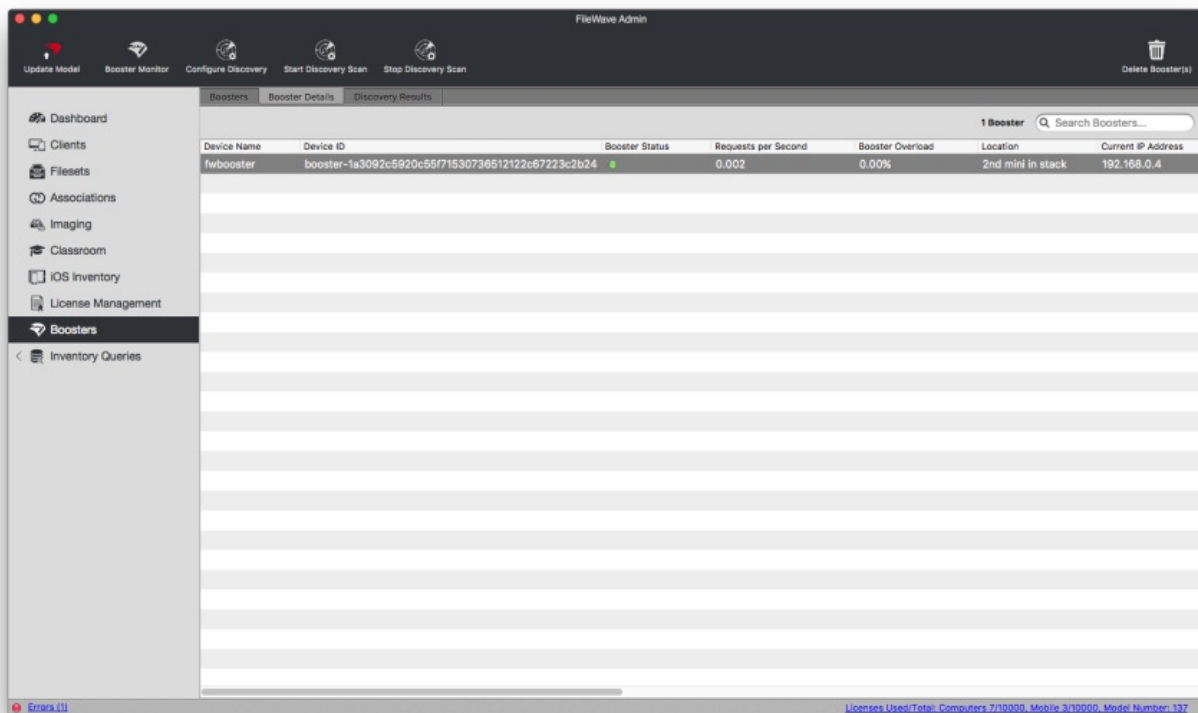 FileWave Admin
Update Model
Booster Monitor
Configure Discovery
Start Discovery Scan
Stop Discovery Scan
Delete Booster(s)
Boosters
Booster Details
Discovery Results
Dashboard
Clients
Filesets
Associations
Imaging
Classroom
iOS Inventory
License Management
Boosters
Inventory Queries
1 Booster
Search Boosters...
Device Name Device ID Booster Status Requests per Second Booster Overload Location Current IP Address
fwbooster booster-1a3092c5920c55f71530736512122c67223c2b24 0.002 0.00% 2nd mini in stack 192.168.0.4
Errors (1)
Licenses Used/Total: Computers 7/10000, Mobile 3/10000, Model Number: 137